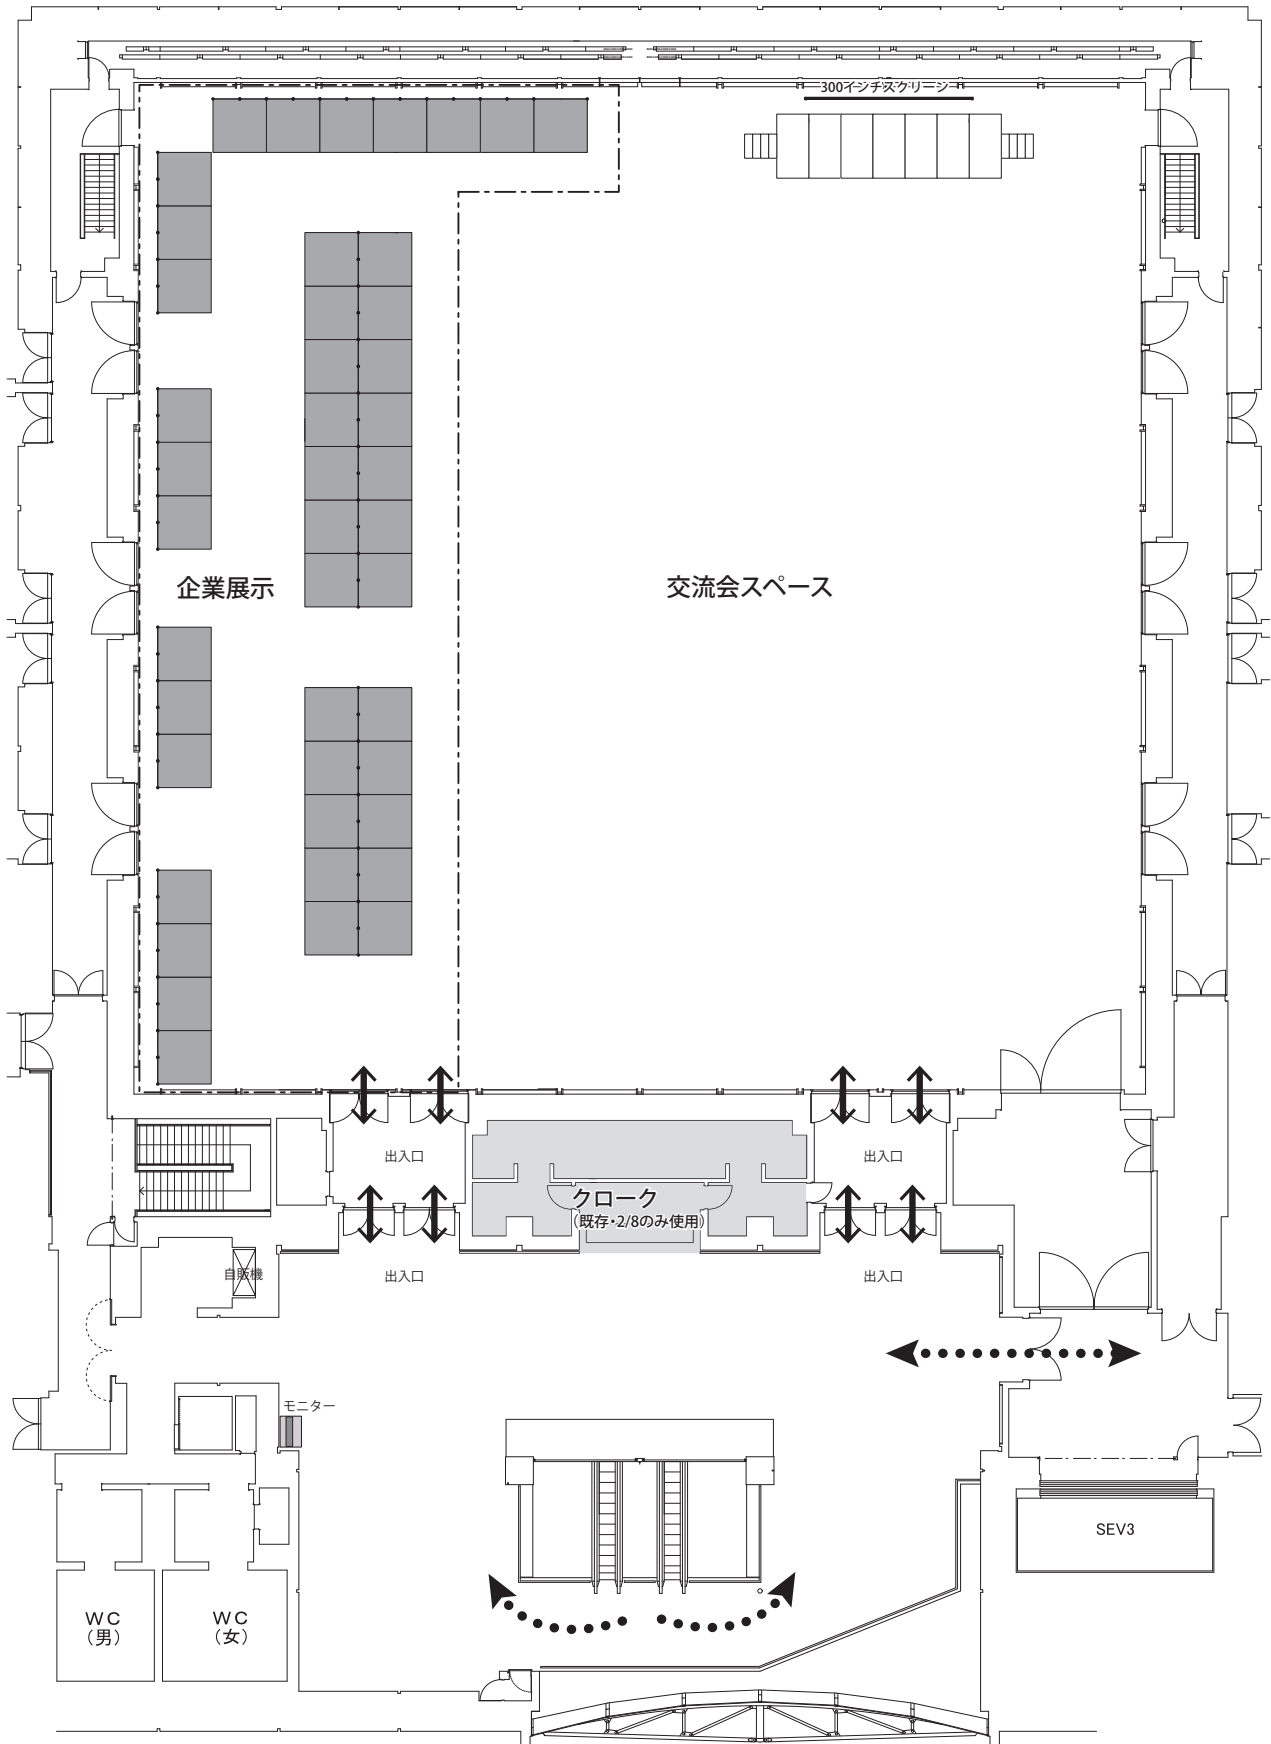 300インチスクリーン
企業展示
交流会スペース
出入口
出入口
クローク
（既存・2/8のみ使用）
自販機
出入口
出入口
モニター
SEV3
WC
（男）
WC
（女）